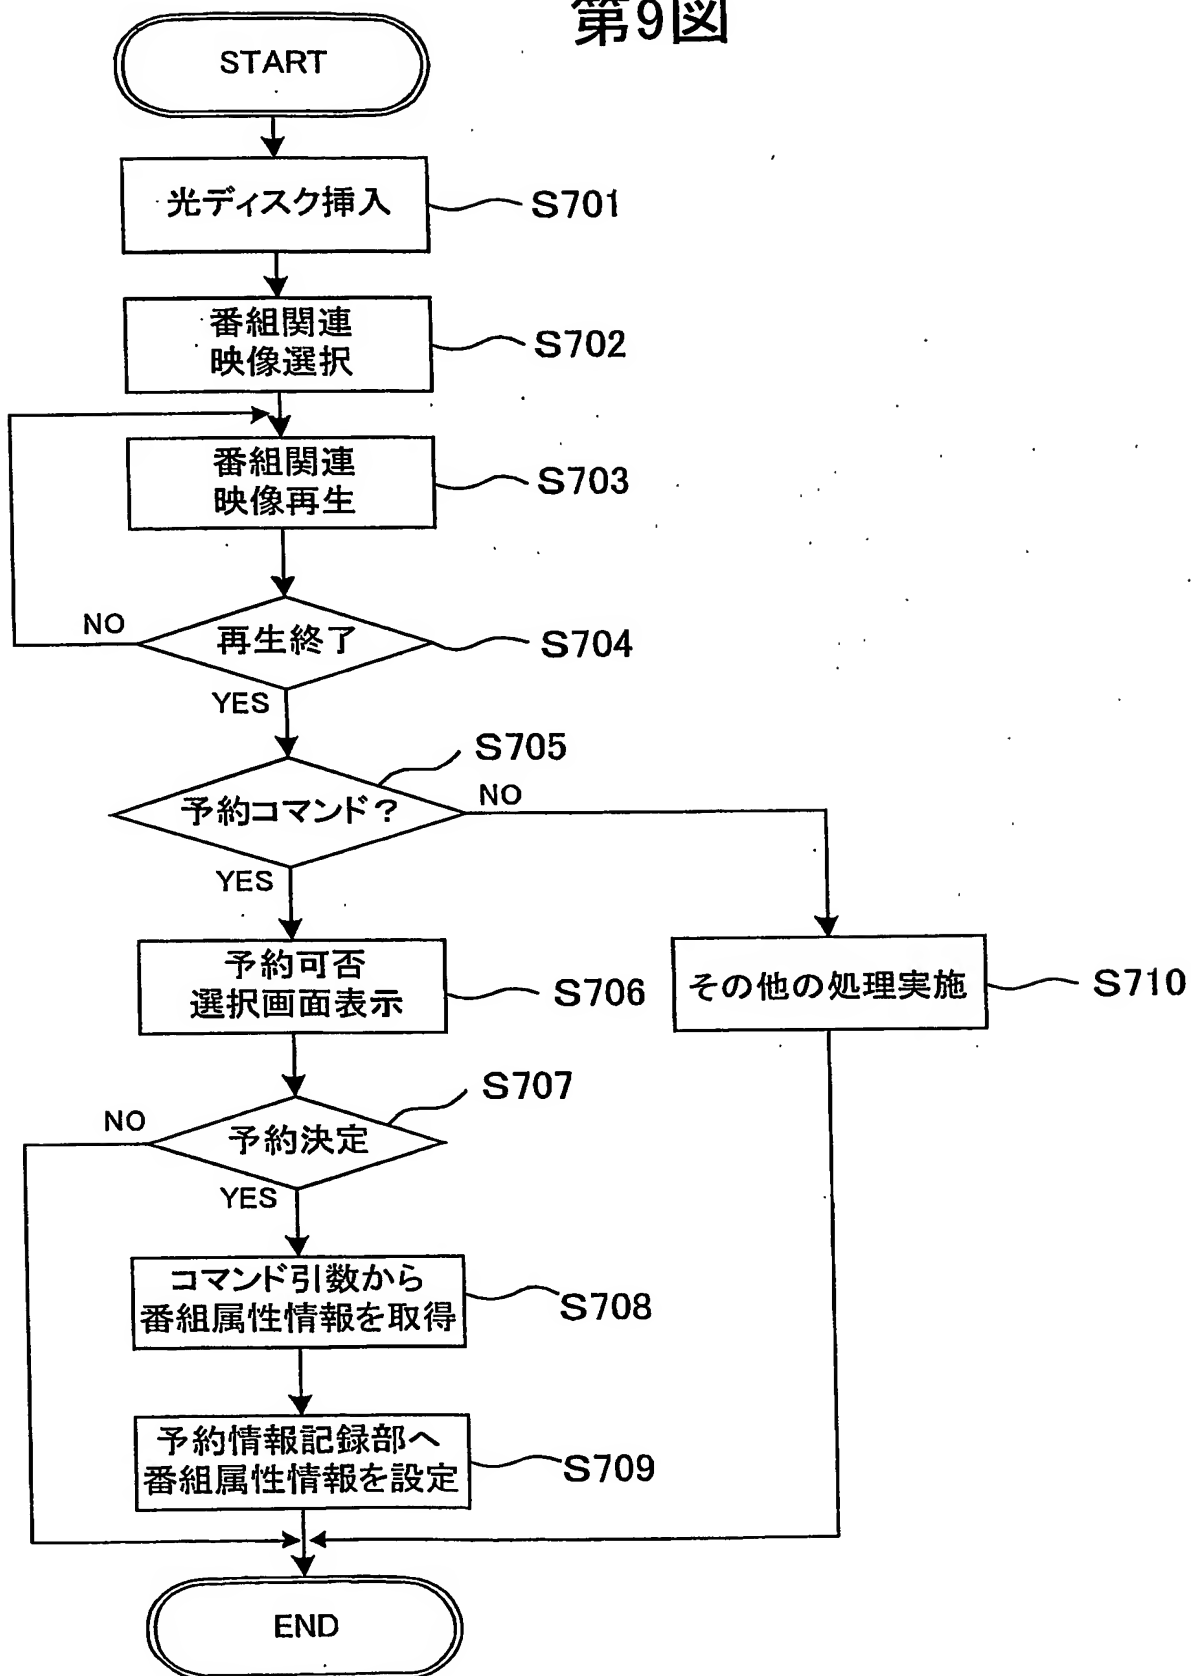 第9図
START
光ディスク挿入
S701
番組関連
映像選択
S702
番組関連
映像再生
S703
NO
再生終了
S704
YES
S705
予約コマンド?
NO
YES
予約可否
選択画面表示
S706
その他の処理実施
S710
S707
NO
予約決定
YES
コマンド引数から
番組属性情報を取得
S708
予約情報記録部へ
番組属性情報を設定
S709
END